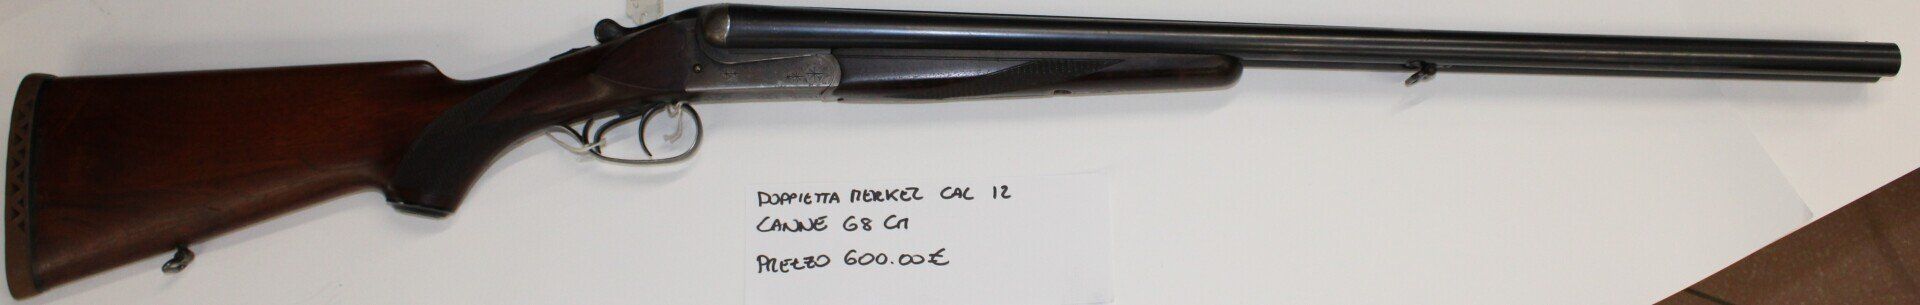 DOPPIETTA MERKEL CAL 12
CANNE 68 CM
PREZZO 600.00€